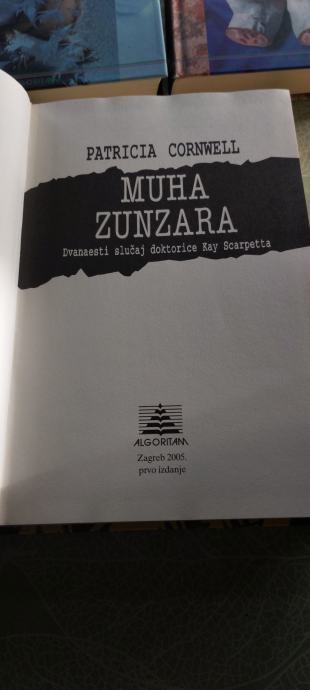 PATRICIA CORNWELL
MUHA
ZUNZARA
Dvanaesti slučaj doktorice Kay Scarpetta
ALGORITAM
Zagreb 2005.
prvo izdanje